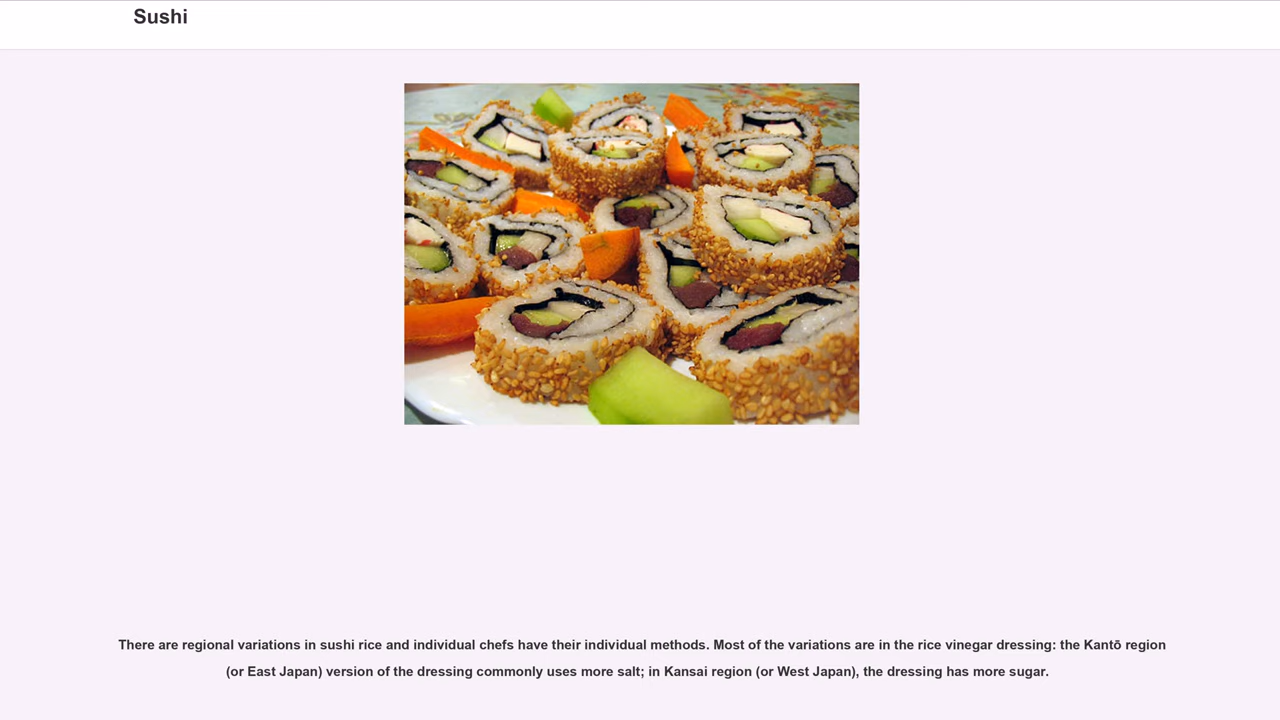 Sushi
There are regional variations in sushi rice and individual chefs have their individual methods. Most of the variations are in the rice vinegar dressing: the Kantō region
(or East Japan) version of the dressing commonly uses more salt; in Kansai region (or West Japan), the dressing has more sugar.